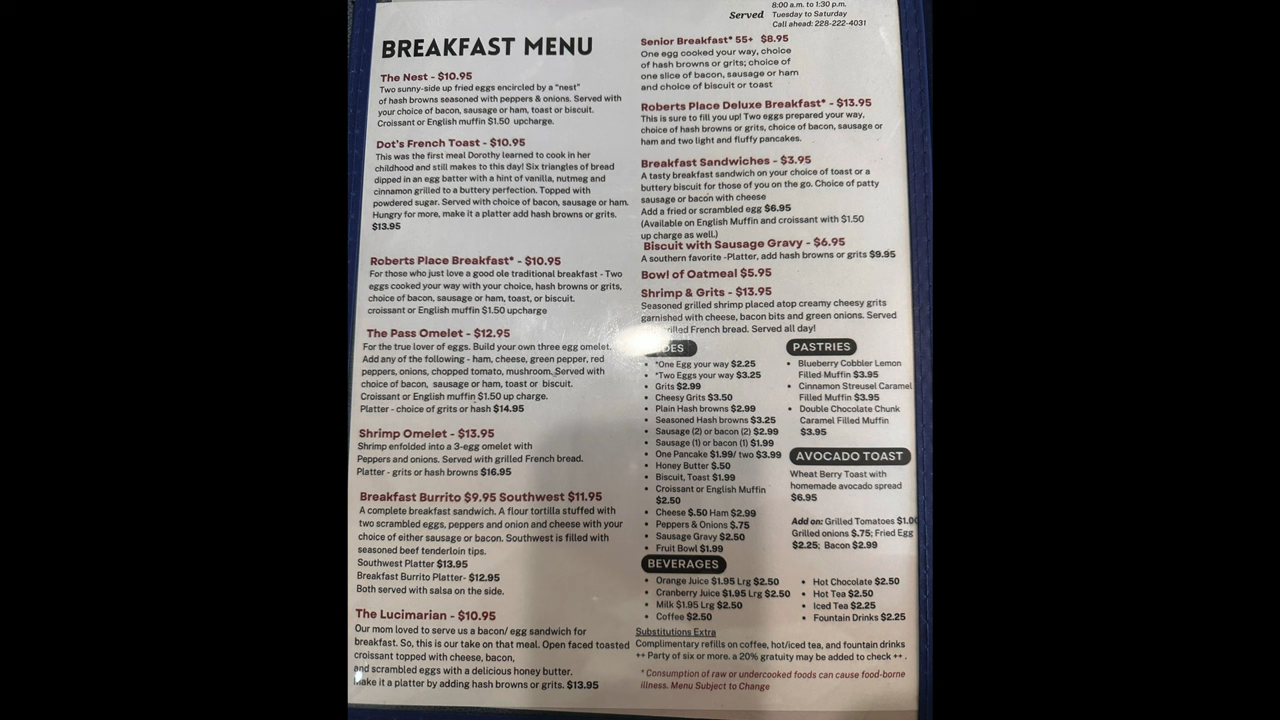 BREAKFAST MENU
The Nest - $10.95
Two sunny-side up fried eggs encircled by a "nest"
of hash browns seasoned with peppers & onions. Served with
your choice of bacon, sausage or ham, toast or biscuit.
Croissant or English muffin $1.50 upcharge.
Dot's French Toast - $10.95
This was the first meal Dorothy learned to cook in her
childhood and still makes to this day! Six triangles of bread
dipped in an egg batter with a hint of vanilla, nutmeg and
cinnamon grilled to a buttery perfection. Topped with
powdered sugar. Served with choice of bacon, sausage or ham.
Hungry for more, make it a platter add hash browns or grits.
$13.95
Roberts Place Breakfast* - $10.95
For those who just love a good ole traditional breakfast - Two
eggs cooked your way with your choice, hash browns or grits,
choice of bacon, sausage or ham, toast, or biscuit.
croissant or English muffin $1.50 upcharge
The Pass Omelet - $12.95
For the true lover of eggs. Build your own three egg omelet.
Add any of the following - ham, cheese, green pepper, red
peppers, onions, chopped tomato, mushroom. Served with
choice of bacon, sausage or ham, toast or biscuit.
Croissant or English muffin $1.50 up charge.
Platter - choice of grits or hash $14.95
Shrimp Omelet - $13.95
Shrimp enfolded into a 3-egg omelet with
Peppers and onions. Served with grilled French bread.
Platter - grits or hash browns $16.95
Breakfast Burrito $9.95 Southwest $11.95
A complete breakfast sandwich. A flour tortilla stuffed with
two scrambled eggs, peppers and onion and cheese with your
choice of either sausage or bacon. Southwest is filled with
seasoned beef tenderloin tips.
Southwest Platter $13.95
Breakfast Burrito Platter- $12.95
Both served with salsa on the side.
The Lucimarian - $10.95
Our mom loved to serve us a bacon/ egg sandwich for
breakfast. So, this is our take on that meal. Open faced toasted
croissant topped with cheese, bacon,
and scrambled eggs with a delicious honey butter.
Make it a platter by adding hash browns or grits. $13.95
Served
8:00 a.m. to 1:30 p.m.
Tuesday to Saturday
Call ahead: 228-222-4031
Senior Breakfast* 55+ $8.95
One egg cooked your way, choice
of hash browns or grits; choice of
one slice of bacon, sausage or ham
and choice of biscuit or toast
Roberts Place Deluxe Breakfast* - $13.95
This is sure to fill you up! Two eggs prepared your way,
choice of hash browns or grits, choice of bacon, sausage or
ham and two light and fluffy pancakes.
Breakfast Sandwiches - $3.95
A tasty breakfast sandwich on your choice of toast or a
buttery biscuit for those of you on the go. Choice of patty
sausage or bacon with cheese
Add a fried or scrambled egg $6.95
(Available on English Muffin and croissant with $1.50
up charge as well.)
Biscuit with Sausage Gravy - $6.95
A southern favorite -Platter, add hash browns or grits $9.95
Bowl of Oatmeal $5.95
Shrimp & Grits - $13.95
Seasoned grilled shrimp placed atop creamy cheesy grits
garnished with cheese, bacon bits and green onions. Served
grilled French bread. Served all day!
• *One Egg your way $2.25
• *Two Eggs your way $3.25
• Grits $2.99
• Cheesy Grits $3.50
• Plain Hash browns $2.99
• Seasoned Hash browns $3.25
• Sausage (2) or bacon (2) $2.99
• Sausage (1) or bacon (1) $1.99
• One Pancake $1.99/ two $3.99
• Honey Butter $.50
• Biscuit, Toast $1.99
• Croissant or English Muffin
$2.50
• Cheese $.50 Ham $2.99
• Peppers & Onions $.75
• Sausage Gravy $2.50
• Fruit Bowl $1.99
PASTRIES
• Blueberry Cobbler Lemon
Filled Muffin $3.95
• Cinnamon Streusel Caramel
Filled Muffin $3.95
• Double Chocolate Chunk
Caramel Filled Muffin
$3.95
AVOCADO TOAST
Wheat Berry Toast with
homemade avocado spread
$6.95
Add on: Grilled Tomatoes $1.00
Grilled onions $.75; Fried Egg
$2.25; Bacon $2.99
BEVERAGES
• Orange Juice $1.95 Lrg $2.50
• Cranberry Juice $1.95 Lrg $2.50
• Milk $1.95 Lrg $2.50
• Coffee $2.50
• Hot Chocolate $2.50
• Hot Tea $2.50
• Iced Tea $2.25
• Fountain Drinks $2.25
Substitutions Extra
Complimentary refills on coffee, hot/iced tea, and fountain drinks
++ Party of six or more. a 20% gratuity may be added to check ++ .
* Consumption of raw or undercooked foods can cause food-borne
illness. Menu Subject to Change